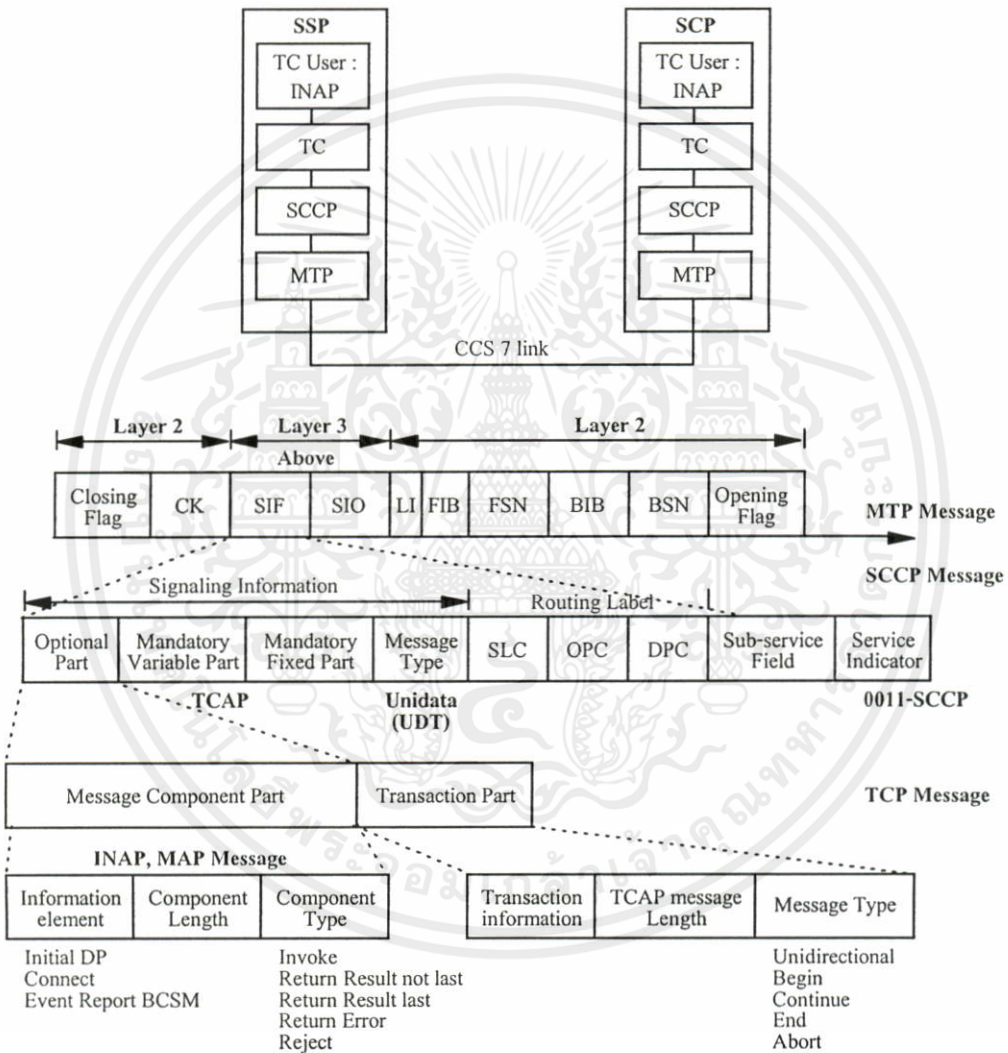 SSP
SCP
TC User :
INAP
TC User :
INAP
TC
TC
SCCP
SCCP
MTP
MTP
CCS 7 link
Layer 2
Layer 3
Layer 2
Above
Closing
Flag
CK
SIF
SIO
LI
FIB
FSN
BIB
BSN
Opening
Flag
MTP Message
SCCP Message
Signaling Information
Routing Label
Optional
Part
Mandatory
Variable Part
Mandatory
Fixed Part
Message
Type
SLC
OPC
DPC
Sub-service
Field
Service
Indicator
TCAP
Unidata
(UDT)
0011-SCCP
Message Component Part
Transaction Part
TCP Message
INAP, MAP Message
Information
element
Component
Length
Component
Type
Transaction
information
TCAP message
Length
Message Type
Initial DP
Connect
Event Report BCSM
Invoke
Return Result not last
Return Result last
Return Error
Reject
Unidirectional
Begin
Continue
End
Abort